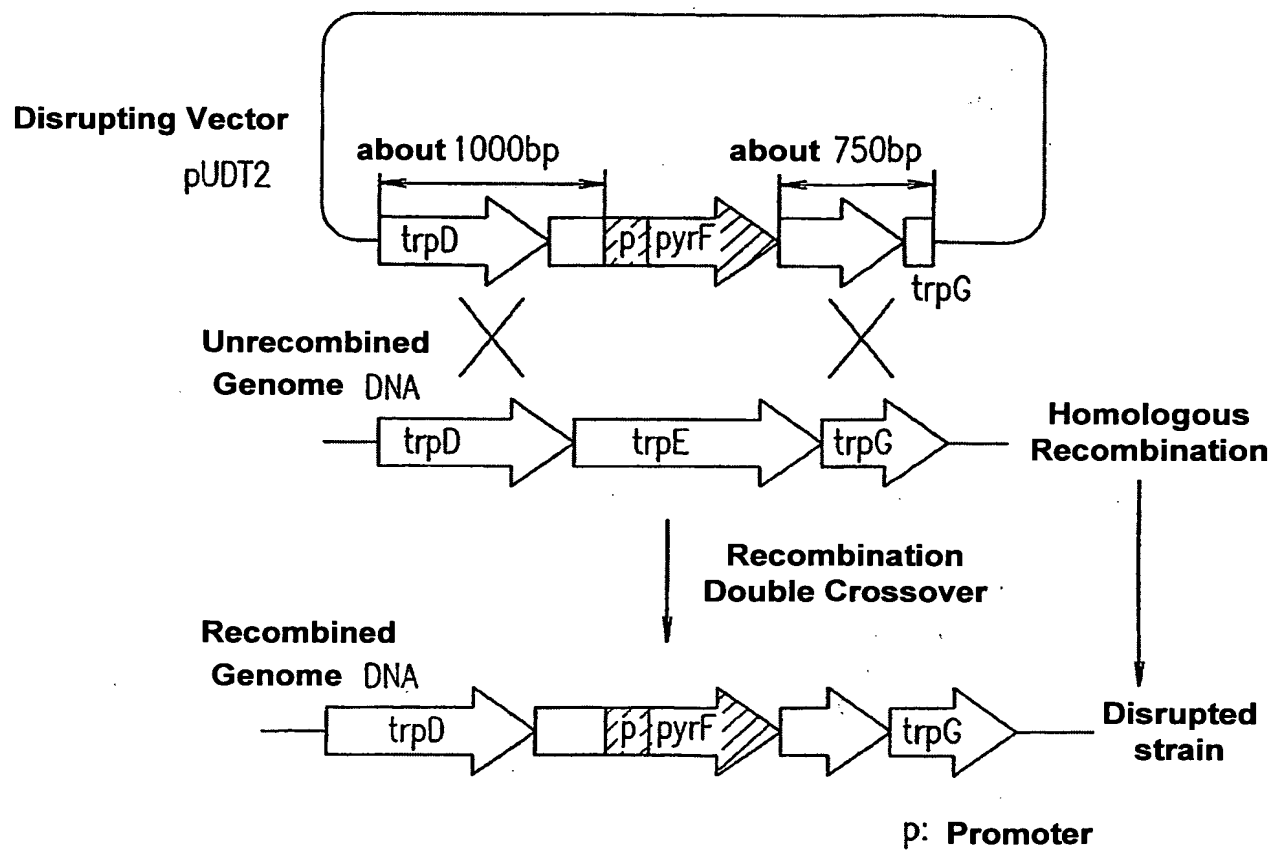 Disrupting Vector
pUDT2
about 1000bp
about 750bp
trpD
p
pyrF
trpG
Unrecombined
Genome DNA
trpD
trpE
trpG
Homologous
Recombination
Recombination
Double Crossover
Recombined
Genome DNA
trpD
p
pyrF
trpG
Disrupted
strain
p: Promoter